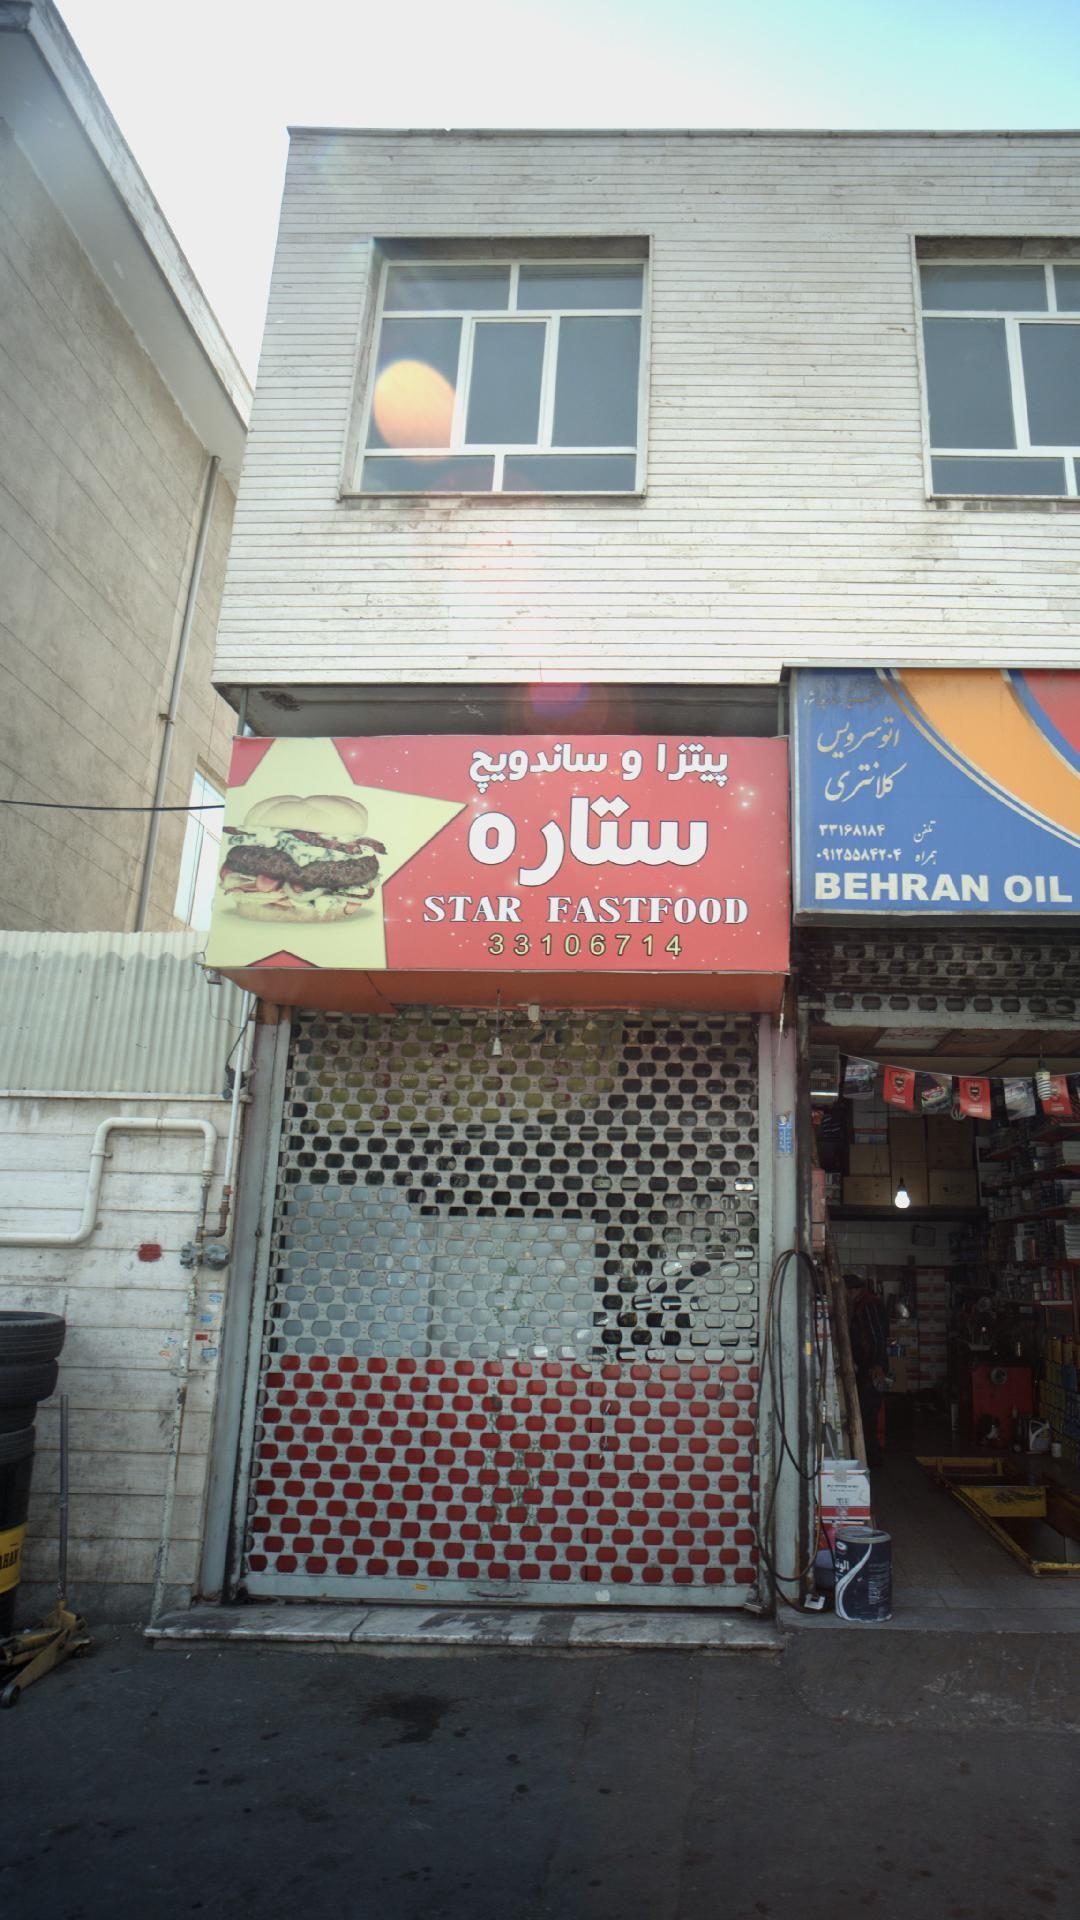 پیتزا و ساندویچ
ستاره
STAR FASTFOOD
33106714
اتوسرویس
کلانتری
تلفن ۳۳۱۶۸۱۸۴
همراه ۰۹۱۲۵۵۸۴۲۰۴
BEHRAN OIL